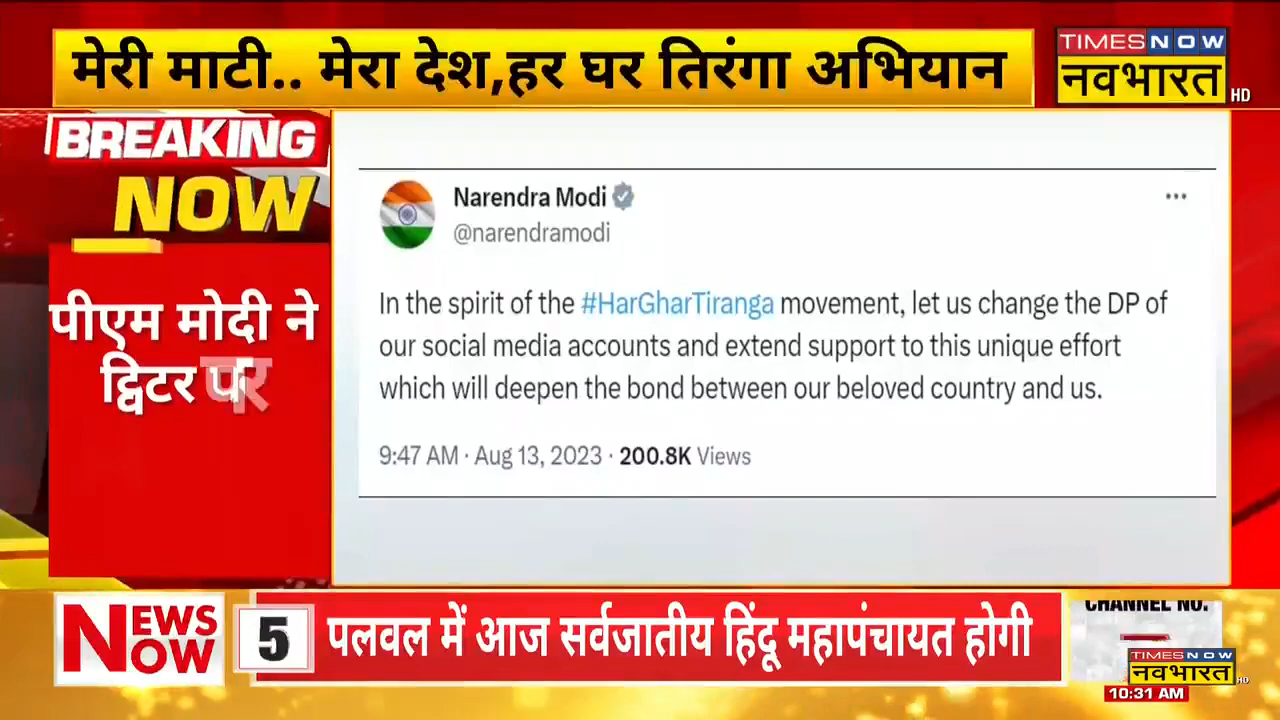 मेरी माटी.. मेरा देश,हर घर तिरंगा अभियान
TIMES NOW
नवभारत
HD
BREAKING
NOW
पीएम मोदी ने
ट्विटर पर
Narendra Modi
@narendramodi
In the spirit of the #HarGharTiranga movement, let us change the DP of
our social media accounts and extend support to this unique effort
which will deepen the bond between our beloved country and us.
9:47 AM · Aug 13, 2023 · 200.8K Views
NEWS
NOW
5
पलवल में आज सर्वजातीय हिंदू महापंचायत होगी
CHANNEL NO.
TIMES NOW
नवभारत
HD
10:31 AM